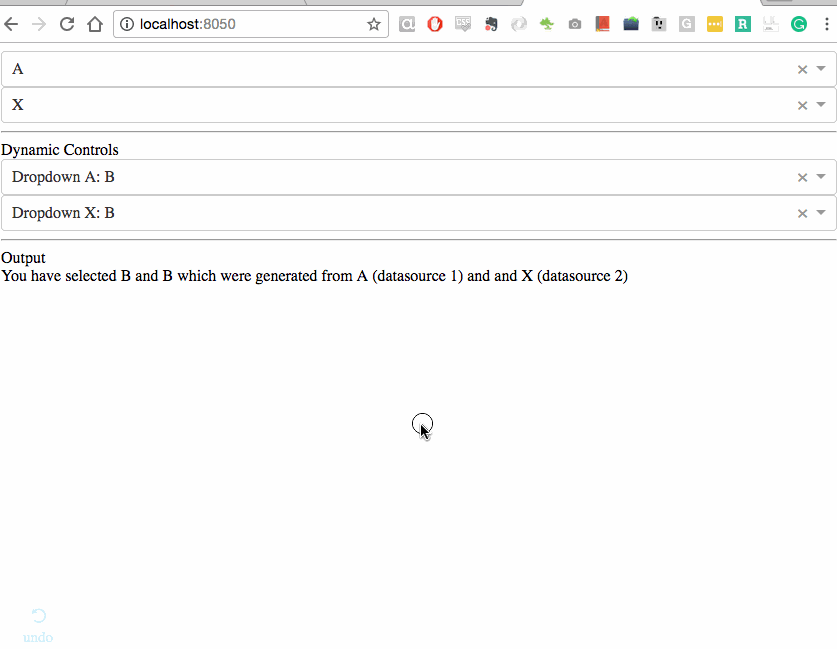 localhost:8050
A
X
Dynamic Controls
Dropdown A: B
Dropdown X: B
Output
You have selected B and B which were generated from A (datasource 1) and and X (datasource 2)
undo